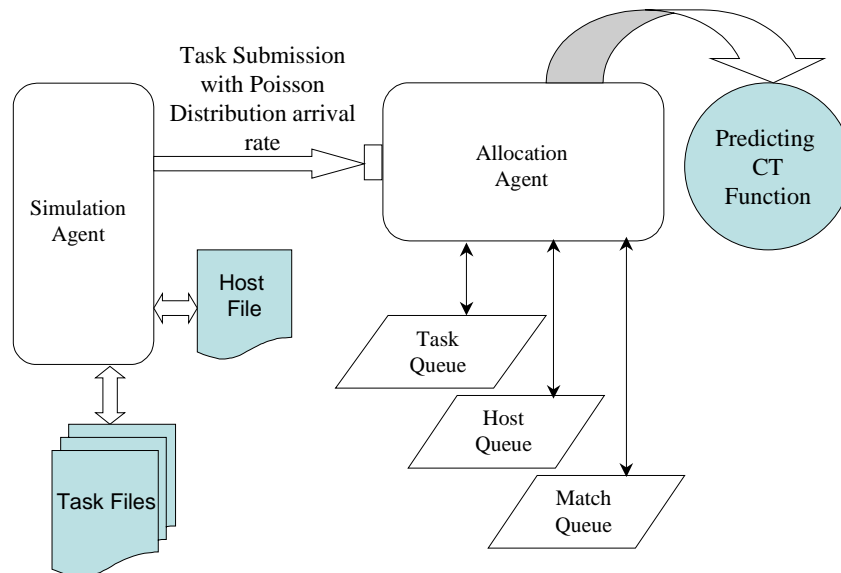 Task Submission
with Poisson
Distribution arrival
rate
Simulation
Agent
Allocation
Agent
Predicting
CT
Function
Host
File
Task
Queue
Host
Queue
Match
Queue
Task Files